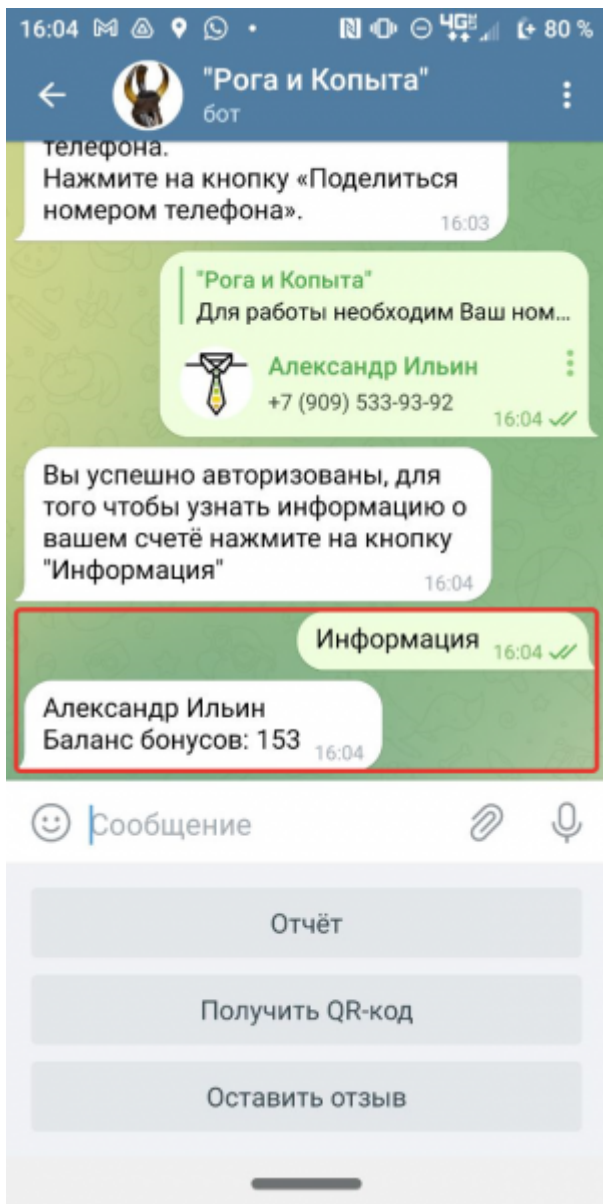 16:04 80 %
"Рога и Копыта"
бот
телефона.
Нажмите на кнопку «Поделиться
номером телефона».
16:03
"Рога и Копыта"
Для работы необходим Ваш ном...
Александр Ильин
+7 (909) 533-93-92
16:04
Вы успешно авторизованы, для
того чтобы узнать информацию о
вашем счетё нажмите на кнопку
"Информация"
16:04
Информация 16:04
Александр Ильин
Баланс бонусов: 153 16:04
Сообщение
Отчёт
Получить QR-код
Оставить отзыв